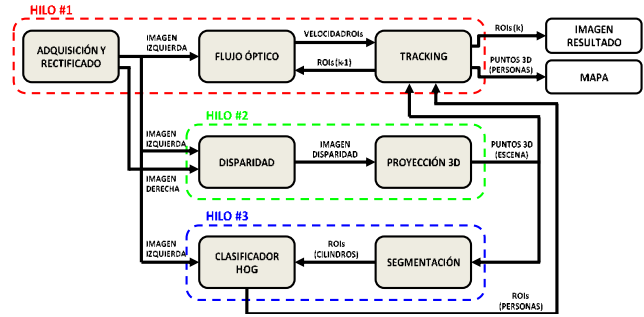 HILO #1
ADQUISICIÓN Y
RECTIFICADO
IMAGEN
IZQUIERDA
FLUJO ÓPTICO
VELOCIDADROIs
ROIs(k-1)
TRACKING
ROIs(k)
PUNTOS 3D
(PERSONAS)
IMAGEN
RESULTADO
MAPA
HILO #2
IMAGEN
IZQUIERDA
IMAGEN
DERECHA
DISPARIDAD
IMAGEN
DISPARIDAD
PROYECCIÓN 3D
PUNTOS 3D
(ESCENA)
HILO #3
IMAGEN
IZQUIERDA
CLASIFICADOR
HOG
ROIs
(CILINDROS)
SEGMENTACIÓN
ROIs
(PERSONAS)